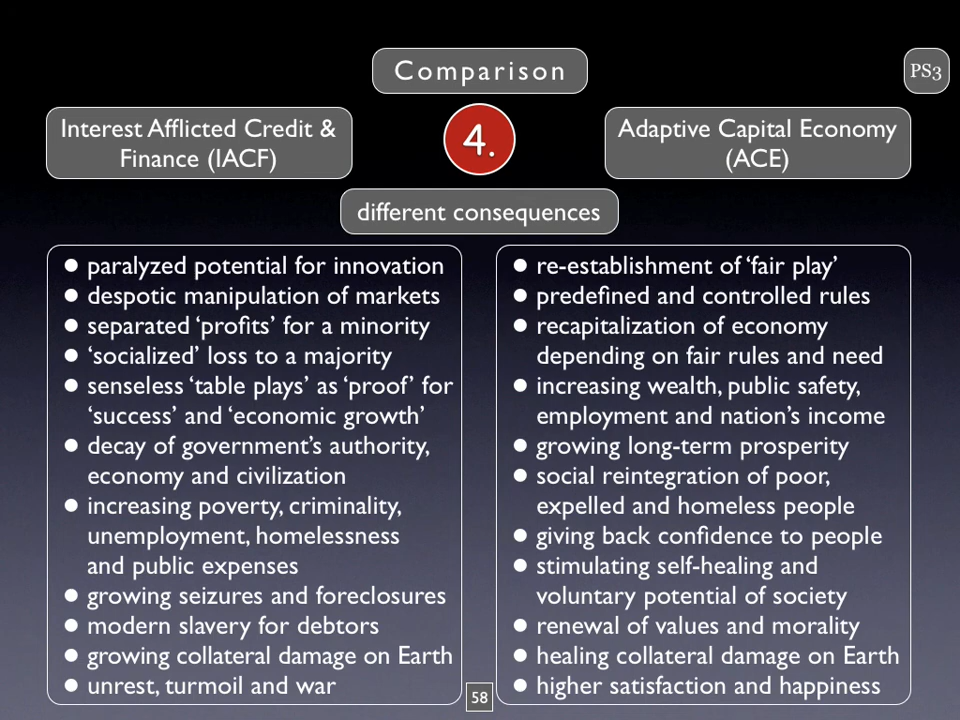 Comparison
PS3
Interest Afflicted Credit &
Finance (IACF)
4.
Adaptive Capital Economy
(ACE)
different consequences
• paralyzed potential for innovation
• despotic manipulation of markets
• separated ‘profits’ for a minority
• ‘socialized’ loss to a majority
• senseless ‘table plays’ as ‘proof’ for
‘success’ and ‘economic growth’
• decay of government’s authority,
economy and civilization
• increasing poverty, criminality,
unemployment, homelessness
and public expenses
• growing seizures and foreclosures
• modern slavery for debtors
• growing collateral damage on Earth
• unrest, turmoil and war
• re-establishment of ‘fair play’
• predefined and controlled rules
• recapitalization of economy
depending on fair rules and need
• increasing wealth, public safety,
employment and nation’s income
• growing long-term prosperity
• social reintegration of poor,
expelled and homeless people
• giving back confidence to people
• stimulating self-healing and
voluntary potential of society
• renewal of values and morality
• healing collateral damage on Earth
• higher satisfaction and happiness
58